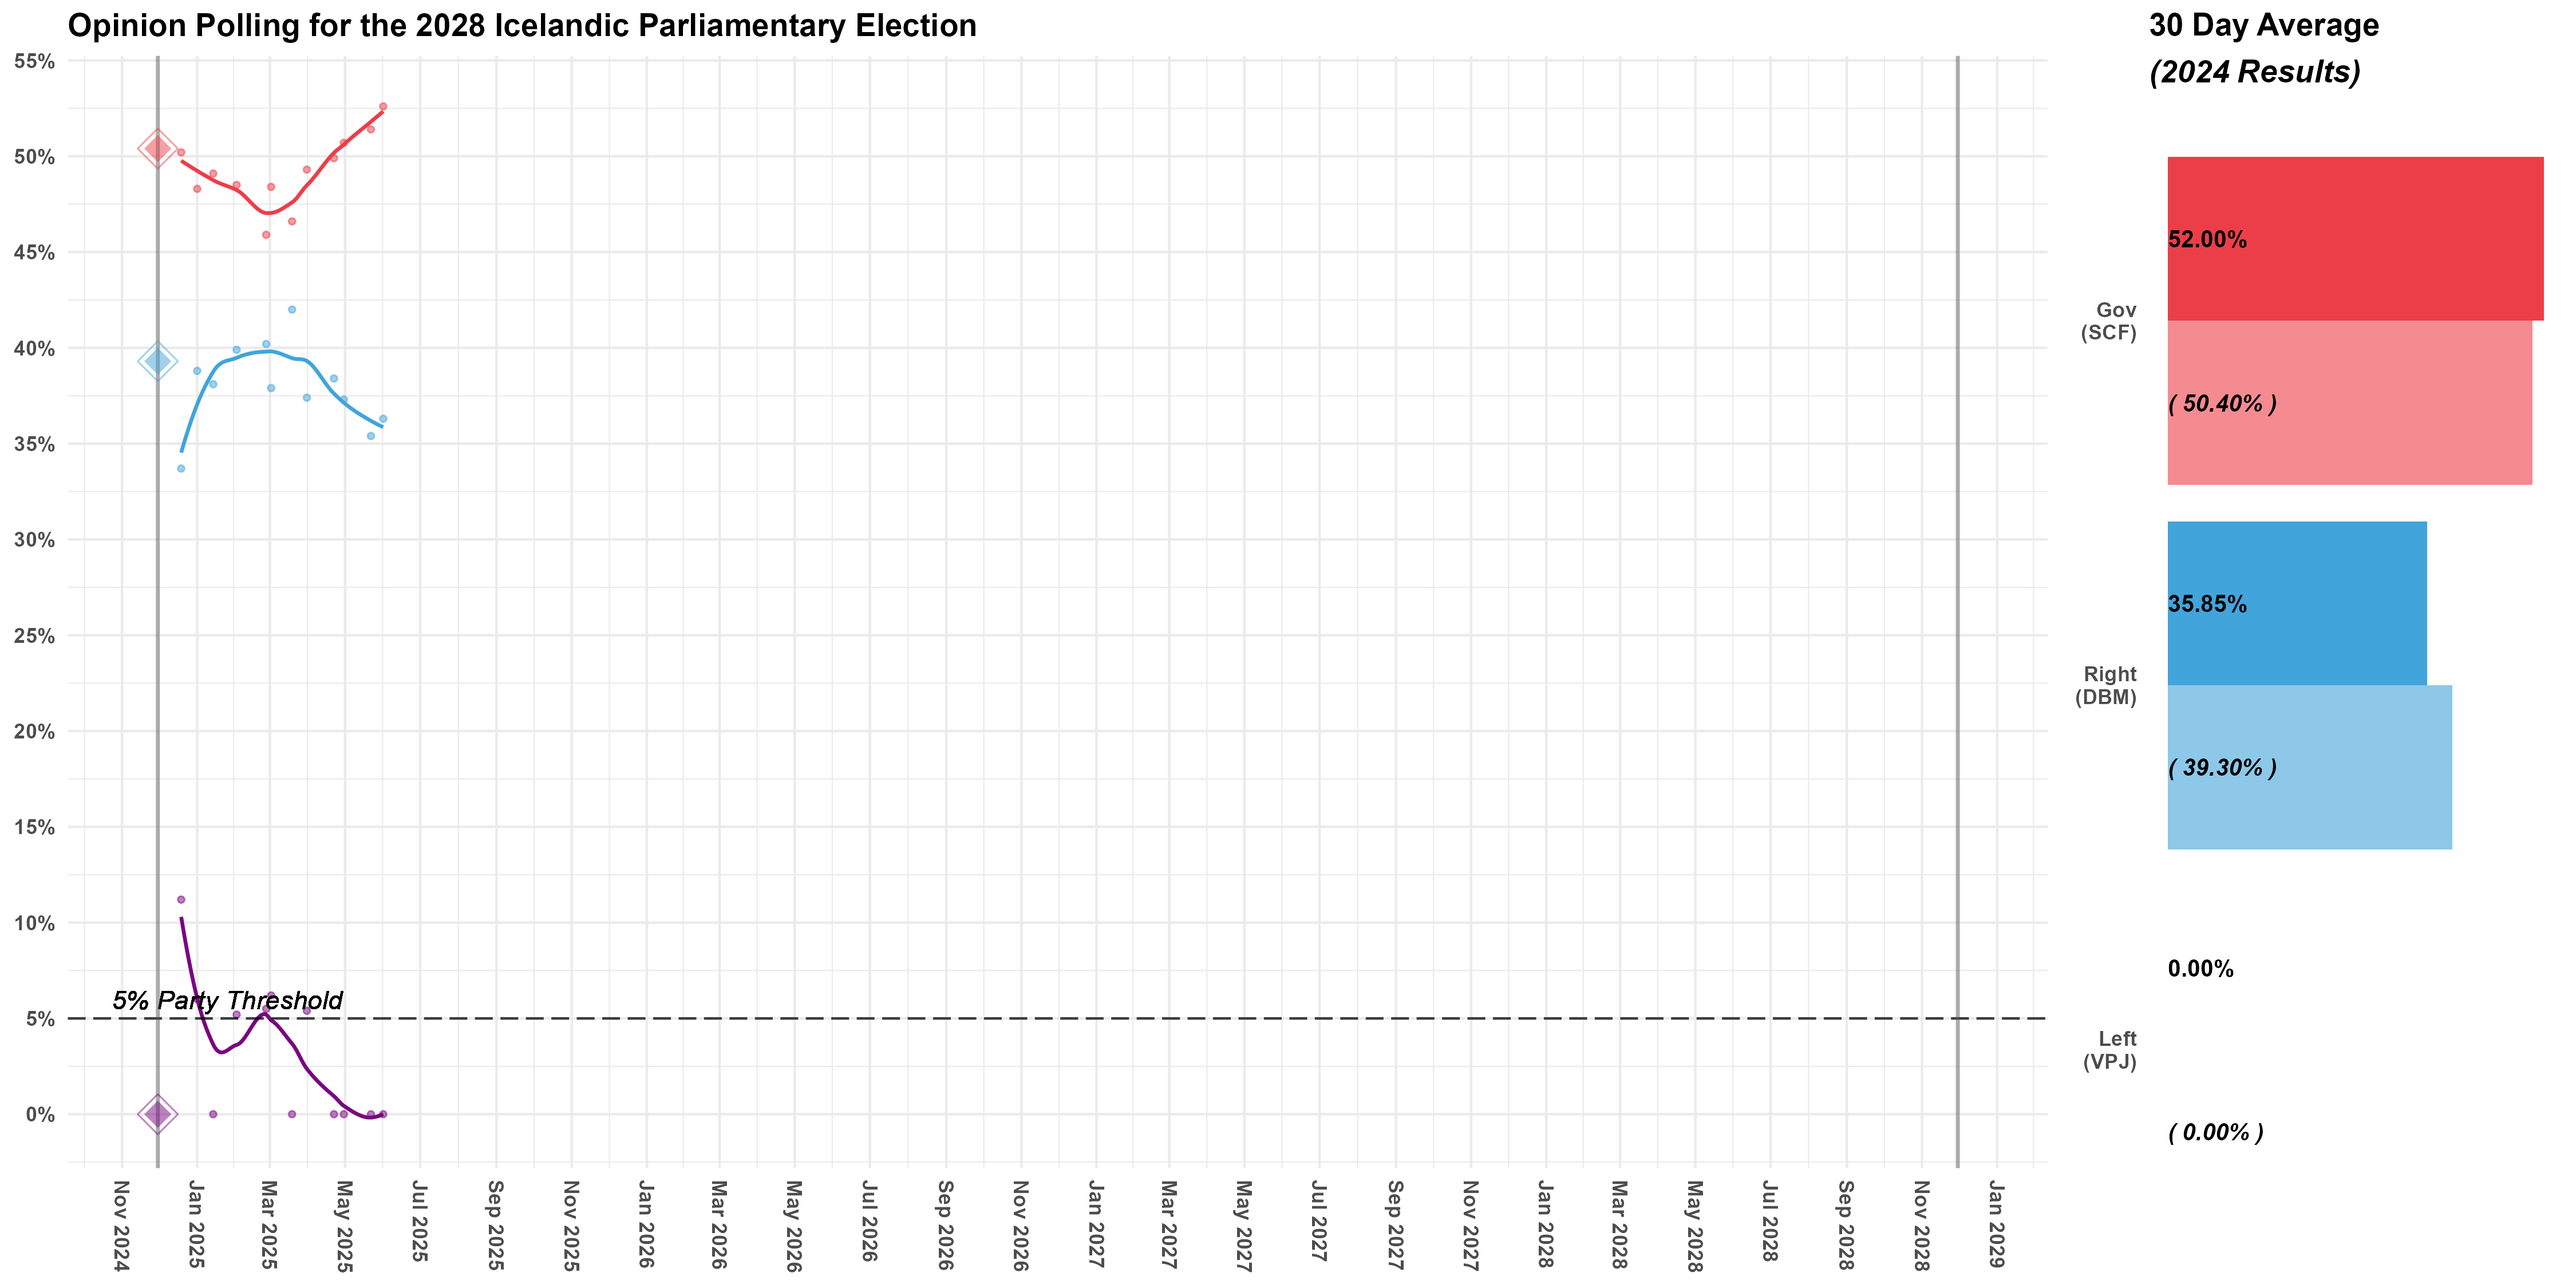 Opinion Polling for the 2028 Icelandic Parliamentary Election
55%
50%
45%
40%
35%
30%
25%
20%
15%
10%
5%
0%
5% Party Threshold
Nov 2024
Jan 2025
Mar 2025
May 2025
Jul 2025
Sep 2025
Nov 2025
Jan 2026
Mar 2026
May 2026
Jul 2026
Sep 2026
Nov 2026
Jan 2027
Mar 2027
May 2027
Jul 2027
Sep 2027
Nov 2027
Jan 2028
Mar 2028
May 2028
Jul 2028
Sep 2028
Nov 2028
Jan 2029
30 Day Average
(2024 Results)
Gov
(SCF)
52.00%
( 50.40% )
Right
(DBM)
35.85%
( 39.30% )
Left
(VPJ)
0.00%
( 0.00% )